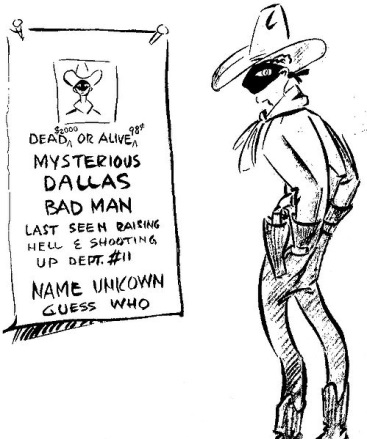 $2000 98¢
DEAD^ OR ALIVE^
MYSTERIOUS
DALLAS
BAD MAN
LAST SEEN RAISING
HELL & SHOOTING
UP DEPT. #11
NAME UNKOWN
GUESS WHO